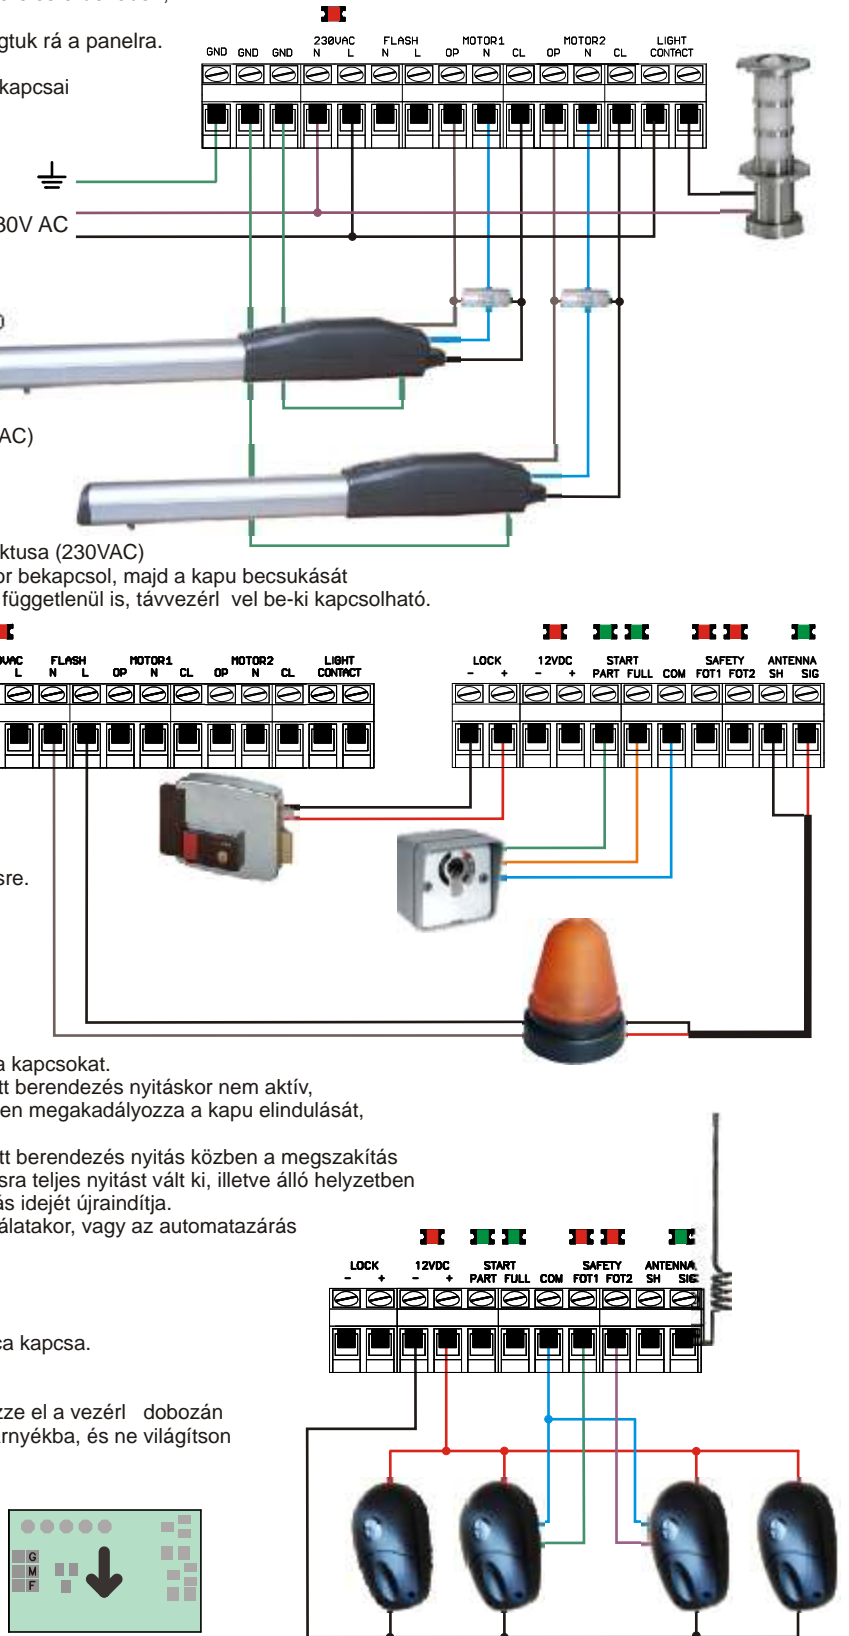 gtuk rá a panelra.
kapcsai
230VAC FLASH MOTOR1 MOTOR2 LIGHT
GND GND GND N L N L OP N CL OP N CL CONTACT
30V AC
AC)
ktusa (230VAC)
or bekapcsol, majd a kapu becsukását
függetlenül is, távvezérl vel be-ki kapcsolható.
VAC FLASH MOTOR1 MOTOR2 LIGHT
L N L OP N CL OP N CL CONTACT
LOCK 12VDC START SAFETY ANTENNA
- + - + PART FULL COM FOT1 FOT2 SH SIG
sre.
a kapcsokat.
tt berendezés nyitáskor nem aktív,
en megakadályozza a kapu elindulását,
tt berendezés nyitás közben a megszakítás
sra teljes nyitást vált ki, illetve álló helyzetben
ás idejét újraindítja.
álatakor, vagy az automatazárás
LOCK 12VDC START SAFETY ANTENNA
- + - + PART FULL COM FOT1 FOT2 SH SIG
ca kapcsa.
zze el a vezérl dobozán
árnyékba, és ne világítson
G
M
F